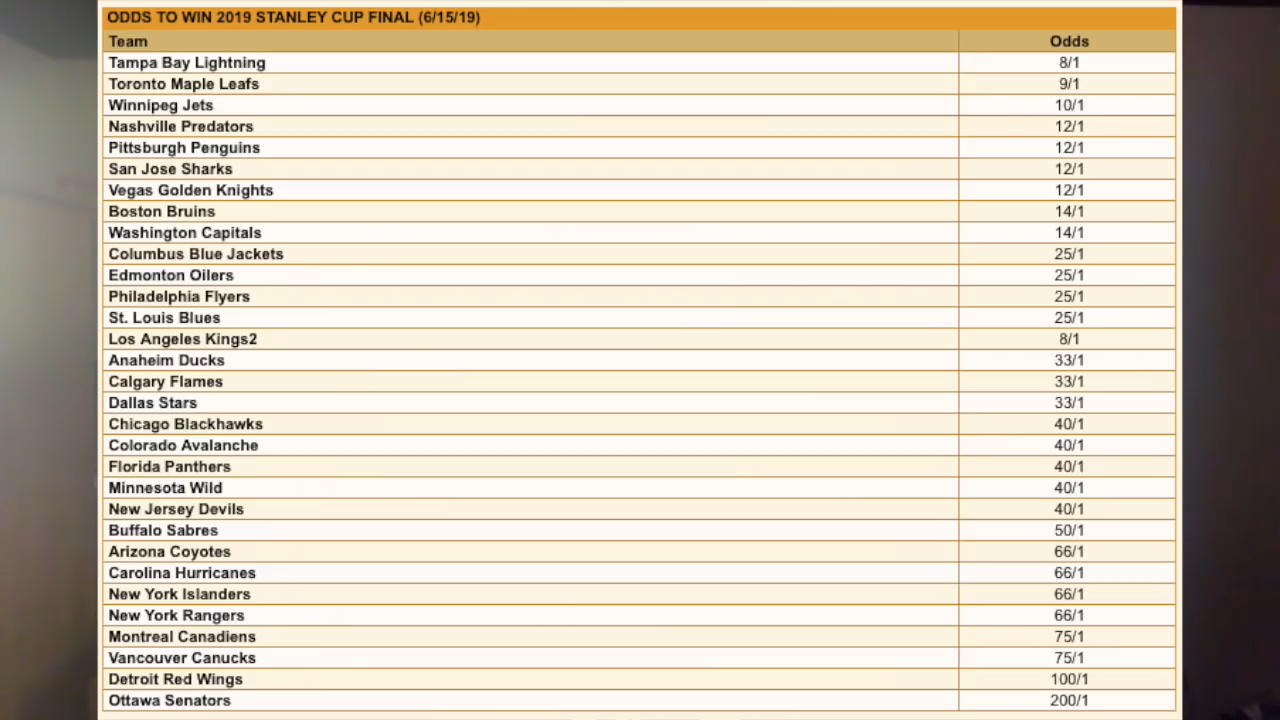 ODDS TO WIN 2019 STANLEY CUP FINAL (6/15/19)
Team Odds
Tampa Bay Lightning 8/1
Toronto Maple Leafs 9/1
Winnipeg Jets 10/1
Nashville Predators 12/1
Pittsburgh Penguins 12/1
San Jose Sharks 12/1
Vegas Golden Knights 12/1
Boston Bruins 14/1
Washington Capitals 14/1
Columbus Blue Jackets 25/1
Edmonton Oilers 25/1
Philadelphia Flyers 25/1
St. Louis Blues 25/1
Los Angeles Kings2 8/1
Anaheim Ducks 33/1
Calgary Flames 33/1
Dallas Stars 33/1
Chicago Blackhawks 40/1
Colorado Avalanche 40/1
Florida Panthers 40/1
Minnesota Wild 40/1
New Jersey Devils 40/1
Buffalo Sabres 50/1
Arizona Coyotes 66/1
Carolina Hurricanes 66/1
New York Islanders 66/1
New York Rangers 66/1
Montreal Canadiens 75/1
Vancouver Canucks 75/1
Detroit Red Wings 100/1
Ottawa Senators 200/1